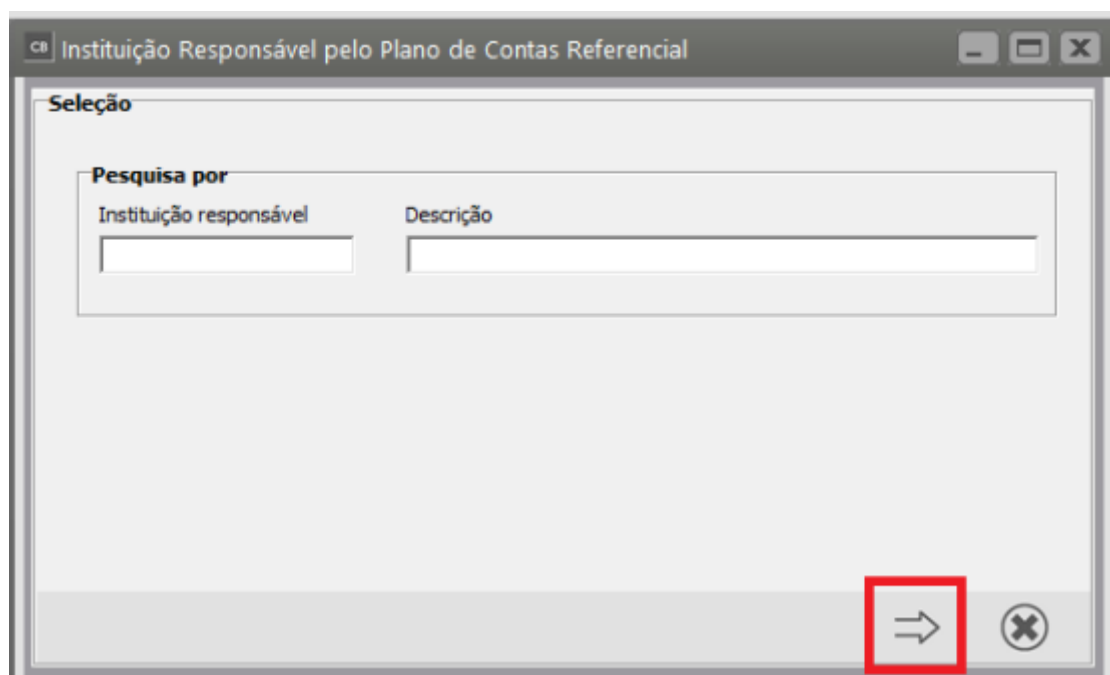 CB Instituição Responsável pelo Plano de Contas Referencial
Seleção
Pesquisa por
Instituição responsável Descrição